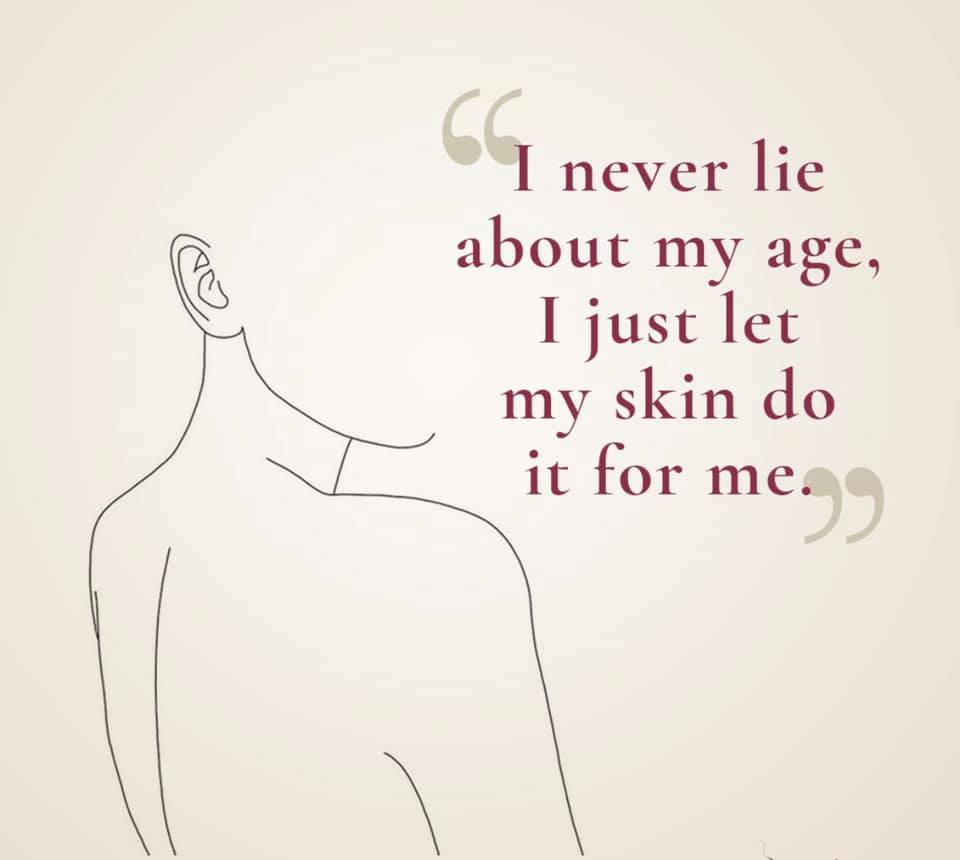 “I never lie
about my age,
I just let
my skin do
it for me.”